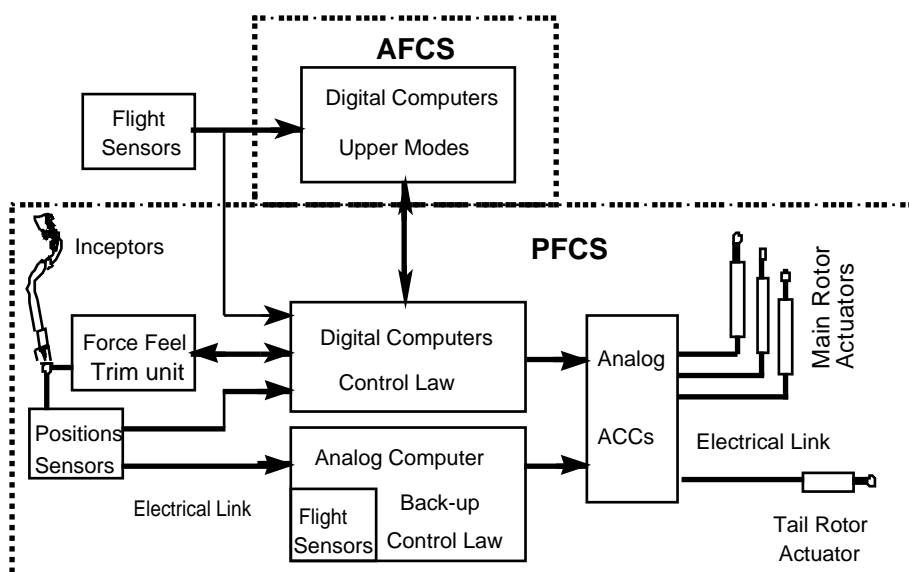 AFCS
Digital Computers
Upper Modes
Flight
Sensors
Inceptors
PFCS
Main Rotor
Actuators
Force Feel
Trim unit
Digital Computers
Control Law
Analog
ACCs
Positions
Sensors
Electrical Link
Analog Computer
Back-up
Control Law
Flight
Sensors
Electrical Link
Tail Rotor
Actuator